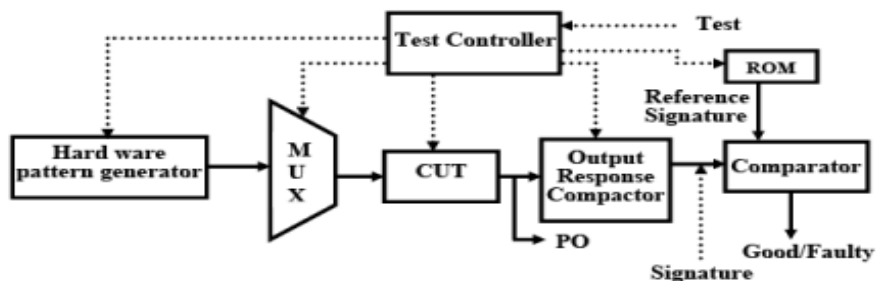 Test
Test Controller
ROM
Reference
Signature
Hard ware
pattern generator
M
U
X
CUT
Output
Response
Compactor
Comparator
PO
Good/Faulty
Signature